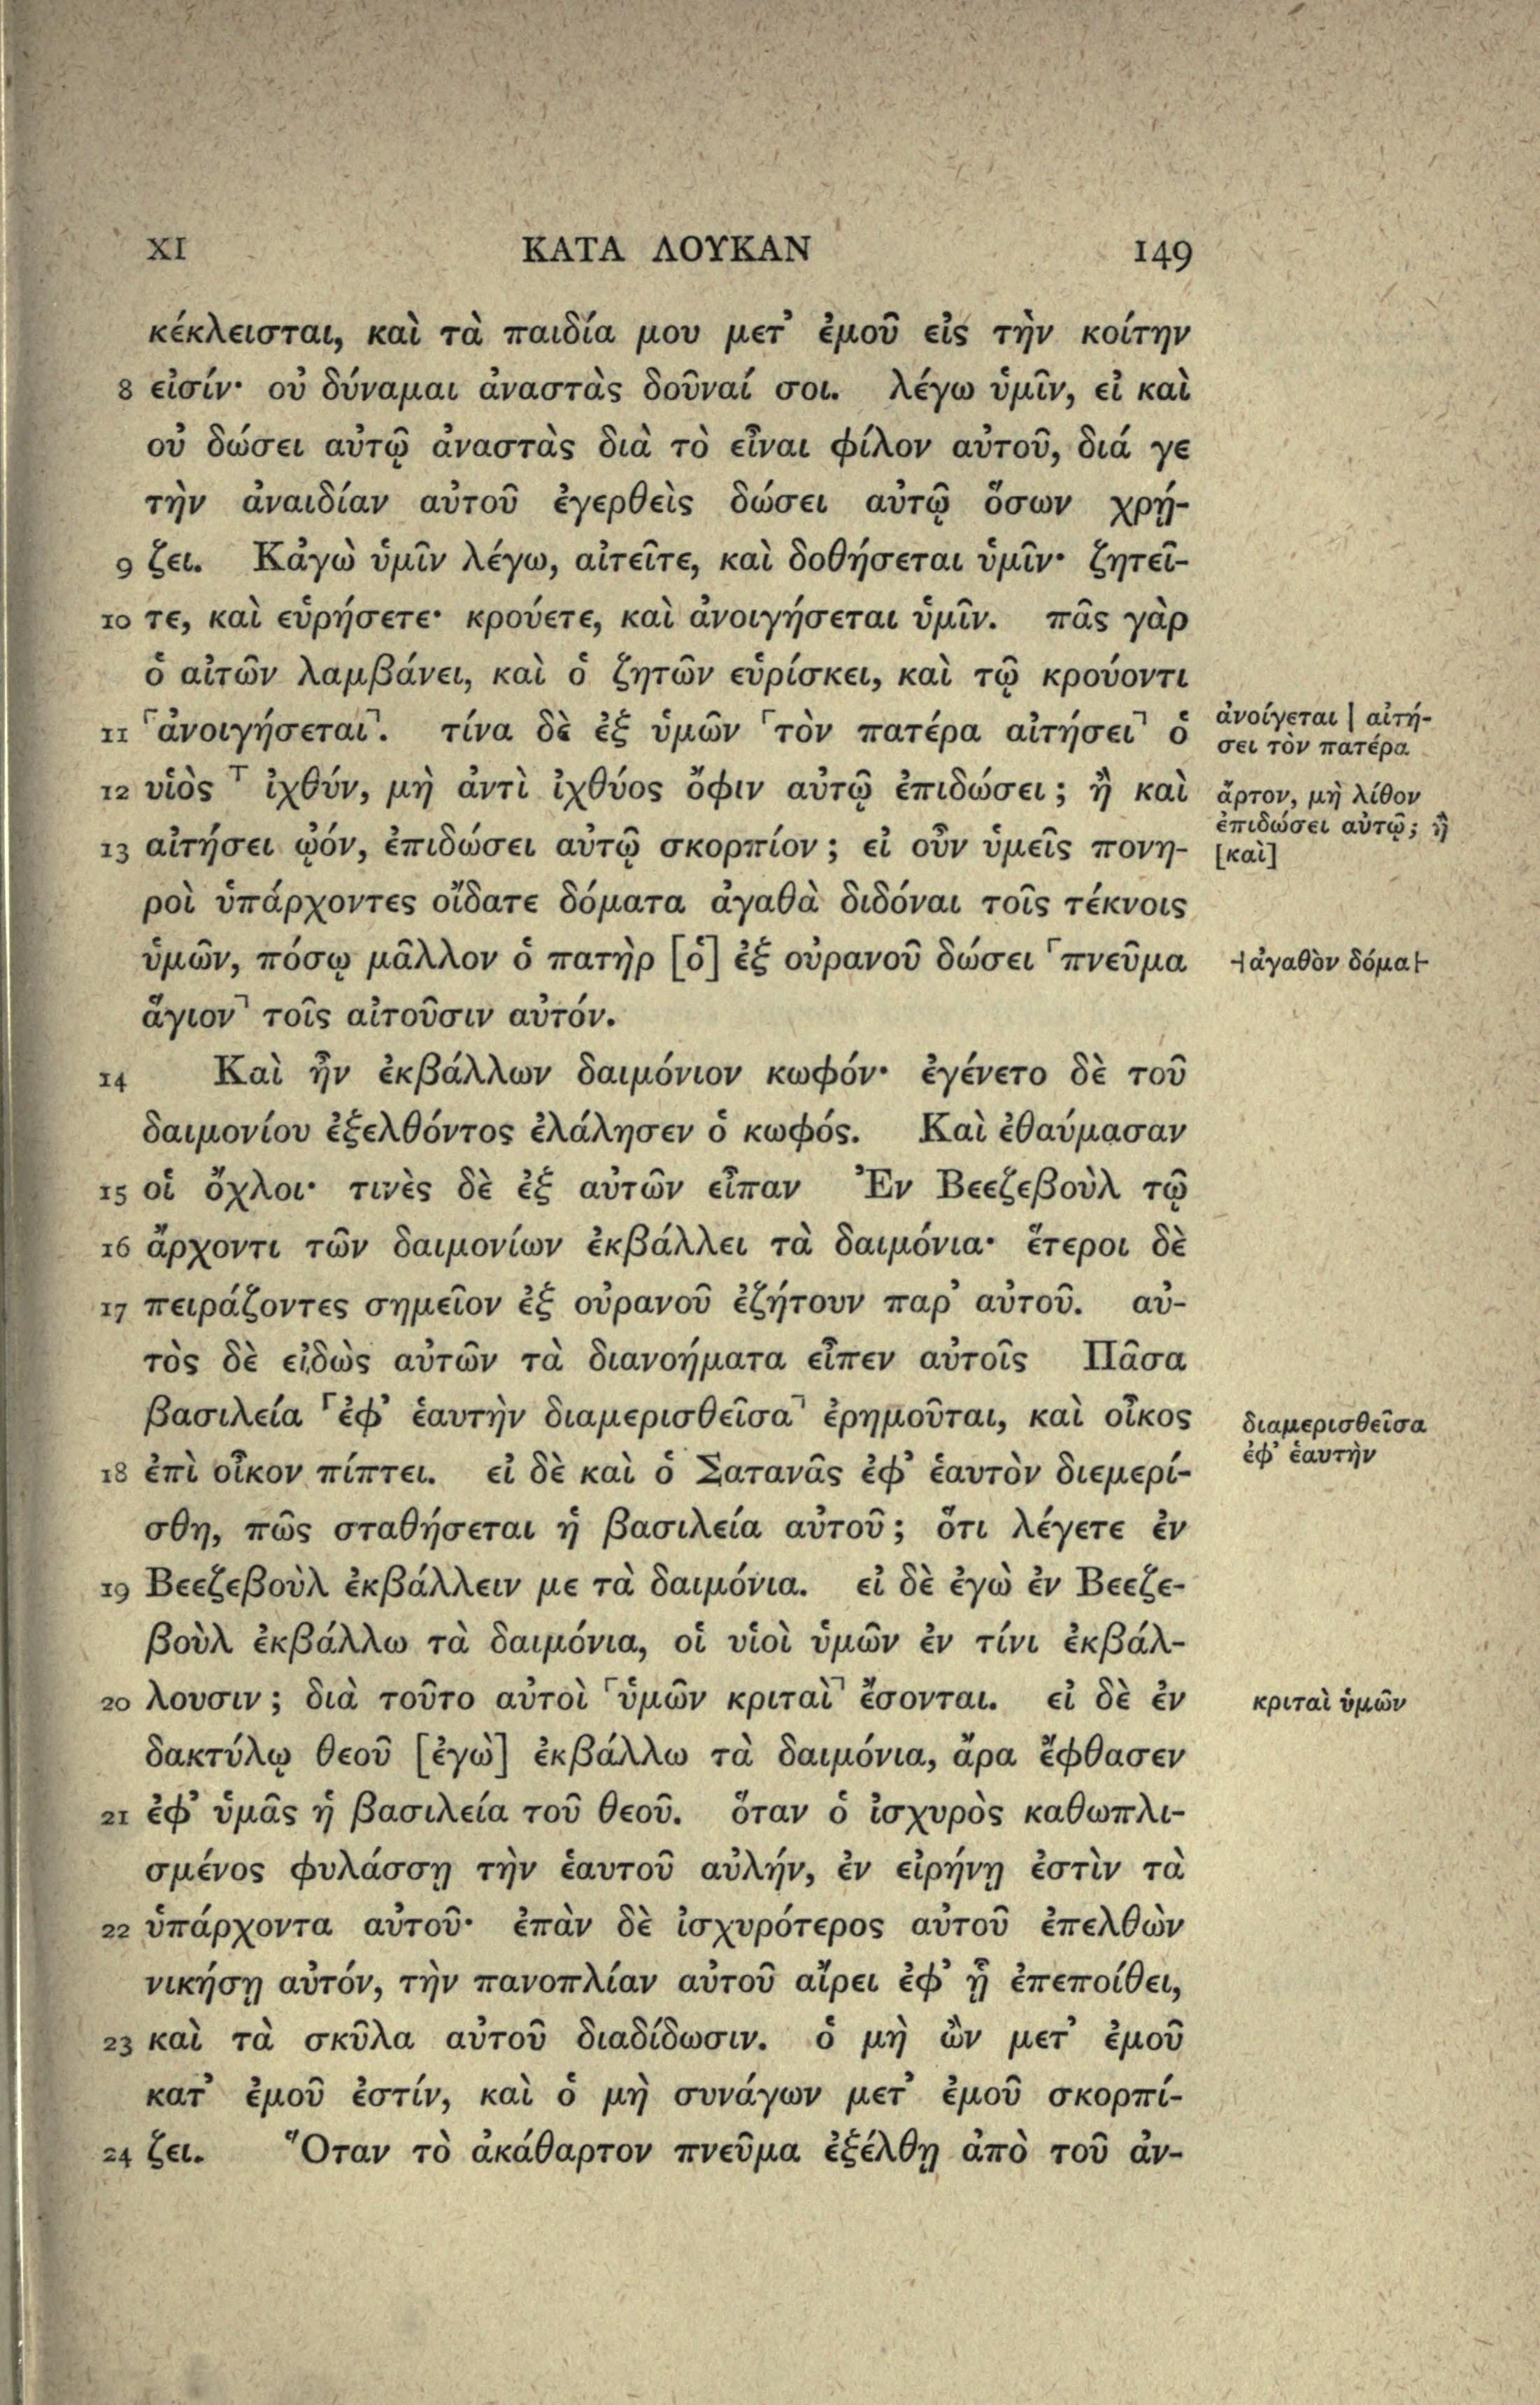 XI ΚΑΤΑ ΛΟΥΚΑΝ 149
κέκλεισται, καὶ τὰ παιδία μου μετ’ ἐμοῦ εἰς τὴν κοίτην
8 εἰσίν· οὐ δύναμαι ἀναστὰς δοῦναί σοι. λέγω ὑμῖν, εἰ καὶ
οὐ δώσει αὐτῷ ἀναστὰς διὰ τὸ εἶναι φίλον αὐτοῦ, διά γε
τὴν ἀναιδίαν αὐτοῦ ἐγερθεὶς δώσει αὐτῷ ὅσων χρῄ-
9 ζει. Κἀγὼ ὑμῖν λέγω, αἰτεῖτε, καὶ δοθήσεται ὑμῖν· ζητεῖ-
10 τε, καὶ εὑρήσετε· κρούετε, καὶ ἀνοιγήσεται ὑμῖν. πᾶς γὰρ
ὁ αἰτῶν λαμβάνει, καὶ ὁ ζητῶν εὑρίσκει, καὶ τῷ κρούοντι
11 ⸢ἀνοιγήσεται⸣. τίνα δὲ ἐξ ὑμῶν ⸢τὸν πατέρα αἰτήσει⸣ ὁ
12 υἱὸς ⸆ ἰχθύν, μὴ ἀντὶ ἰχθύος ὄφιν αὐτῷ ἐπιδώσει; ἢ καὶ
13 αἰτήσει ᾠόν, ἐπιδώσει αὐτῷ σκορπίον; εἰ οὖν ὑμεῖς πονη-
ροὶ ὑπάρχοντες οἴδατε δόματα ἀγαθὰ διδόναι τοῖς τέκνοις
ὑμῶν, πόσῳ μᾶλλον ὁ πατὴρ [ὁ] ἐξ οὐρανοῦ δώσει ⸢πνεῦμα
ἅγιον⸣ τοῖς αἰτοῦσιν αὐτόν.
14 Καὶ ἦν ἐκβάλλων δαιμόνιον κωφόν· ἐγένετο δὲ τοῦ
δαιμονίου ἐξελθόντος ἐλάλησεν ὁ κωφός. Καὶ ἐθαύμασαν
15 οἱ ὄχλοι· τινὲς δὲ ἐξ αὐτῶν εἶπαν Ἐν Βεεζεβοὺλ τῷ
16 ἄρχοντι τῶν δαιμονίων ἐκβάλλει τὰ δαιμόνια· ἕτεροι δὲ
17 πειράζοντες σημεῖον ἐξ οὐρανοῦ ἐζήτουν παρ’ αὐτοῦ. αὐ-
τὸς δὲ εἰδὼς αὐτῶν τὰ διανοήματα εἶπεν αὐτοῖς Πᾶσα
βασιλεία ⸢ἐφ’ ἑαυτὴν διαμερισθεῖσα⸣ ἐρημοῦται, καὶ οἶκος
18 ἐπὶ οἶκον πίπτει. εἰ δὲ καὶ ὁ Σατανᾶς ἐφ’ ἑαυτὸν διεμερί-
σθη, πῶς σταθήσεται ἡ βασιλεία αὐτοῦ; ὅτι λέγετε ἐν
19 Βεεζεβοὺλ ἐκβάλλειν με τὰ δαιμόνια. εἰ δὲ ἐγὼ ἐν Βεεζε-
βοὺλ ἐκβάλλω τὰ δαιμόνια, οἱ υἱοὶ ὑμῶν ἐν τίνι ἐκβάλ-
20 λουσιν; διὰ τοῦτο αὐτοὶ ⸢ὑμῶν κριταὶ⸣ ἔσονται. εἰ δὲ ἐν
δακτύλῳ θεοῦ [ἐγὼ] ἐκβάλλω τὰ δαιμόνια, ἄρα ἔφθασεν
21 ἐφ’ ὑμᾶς ἡ βασιλεία τοῦ θεοῦ. ὅταν ὁ ἰσχυρὸς καθωπλι-
σμένος φυλάσσῃ τὴν ἑαυτοῦ αὐλήν, ἐν εἰρήνῃ ἐστὶν τὰ
22 ὑπάρχοντα αὐτοῦ· ἐπὰν δὲ ἰσχυρότερος αὐτοῦ ἐπελθὼν
νικήσῃ αὐτόν, τὴν πανοπλίαν αὐτοῦ αἴρει ἐφ’ ᾗ ἐπεποίθει,
23 καὶ τὰ σκῦλα αὐτοῦ διαδίδωσιν. ὁ μὴ ὢν μετ’ ἐμοῦ
κατ’ ἐμοῦ ἐστίν, καὶ ὁ μὴ συνάγων μετ’ ἐμοῦ σκορπί-
24 ζει. Ὅταν τὸ ἀκάθαρτον πνεῦμα ἐξέλθῃ ἀπὸ τοῦ ἀν-
ἀνοίγεται | αἰτή-
σει τὸν πατέρα
ἄρτον, μὴ λίθον
ἐπιδώσει αὐτῷ; ἢ
[καὶ]
⊣ἀγαθὸν δόμα⊢
διαμερισθεῖσα
ἐφ’ ἑαυτὴν
κριταὶ ὑμῶν